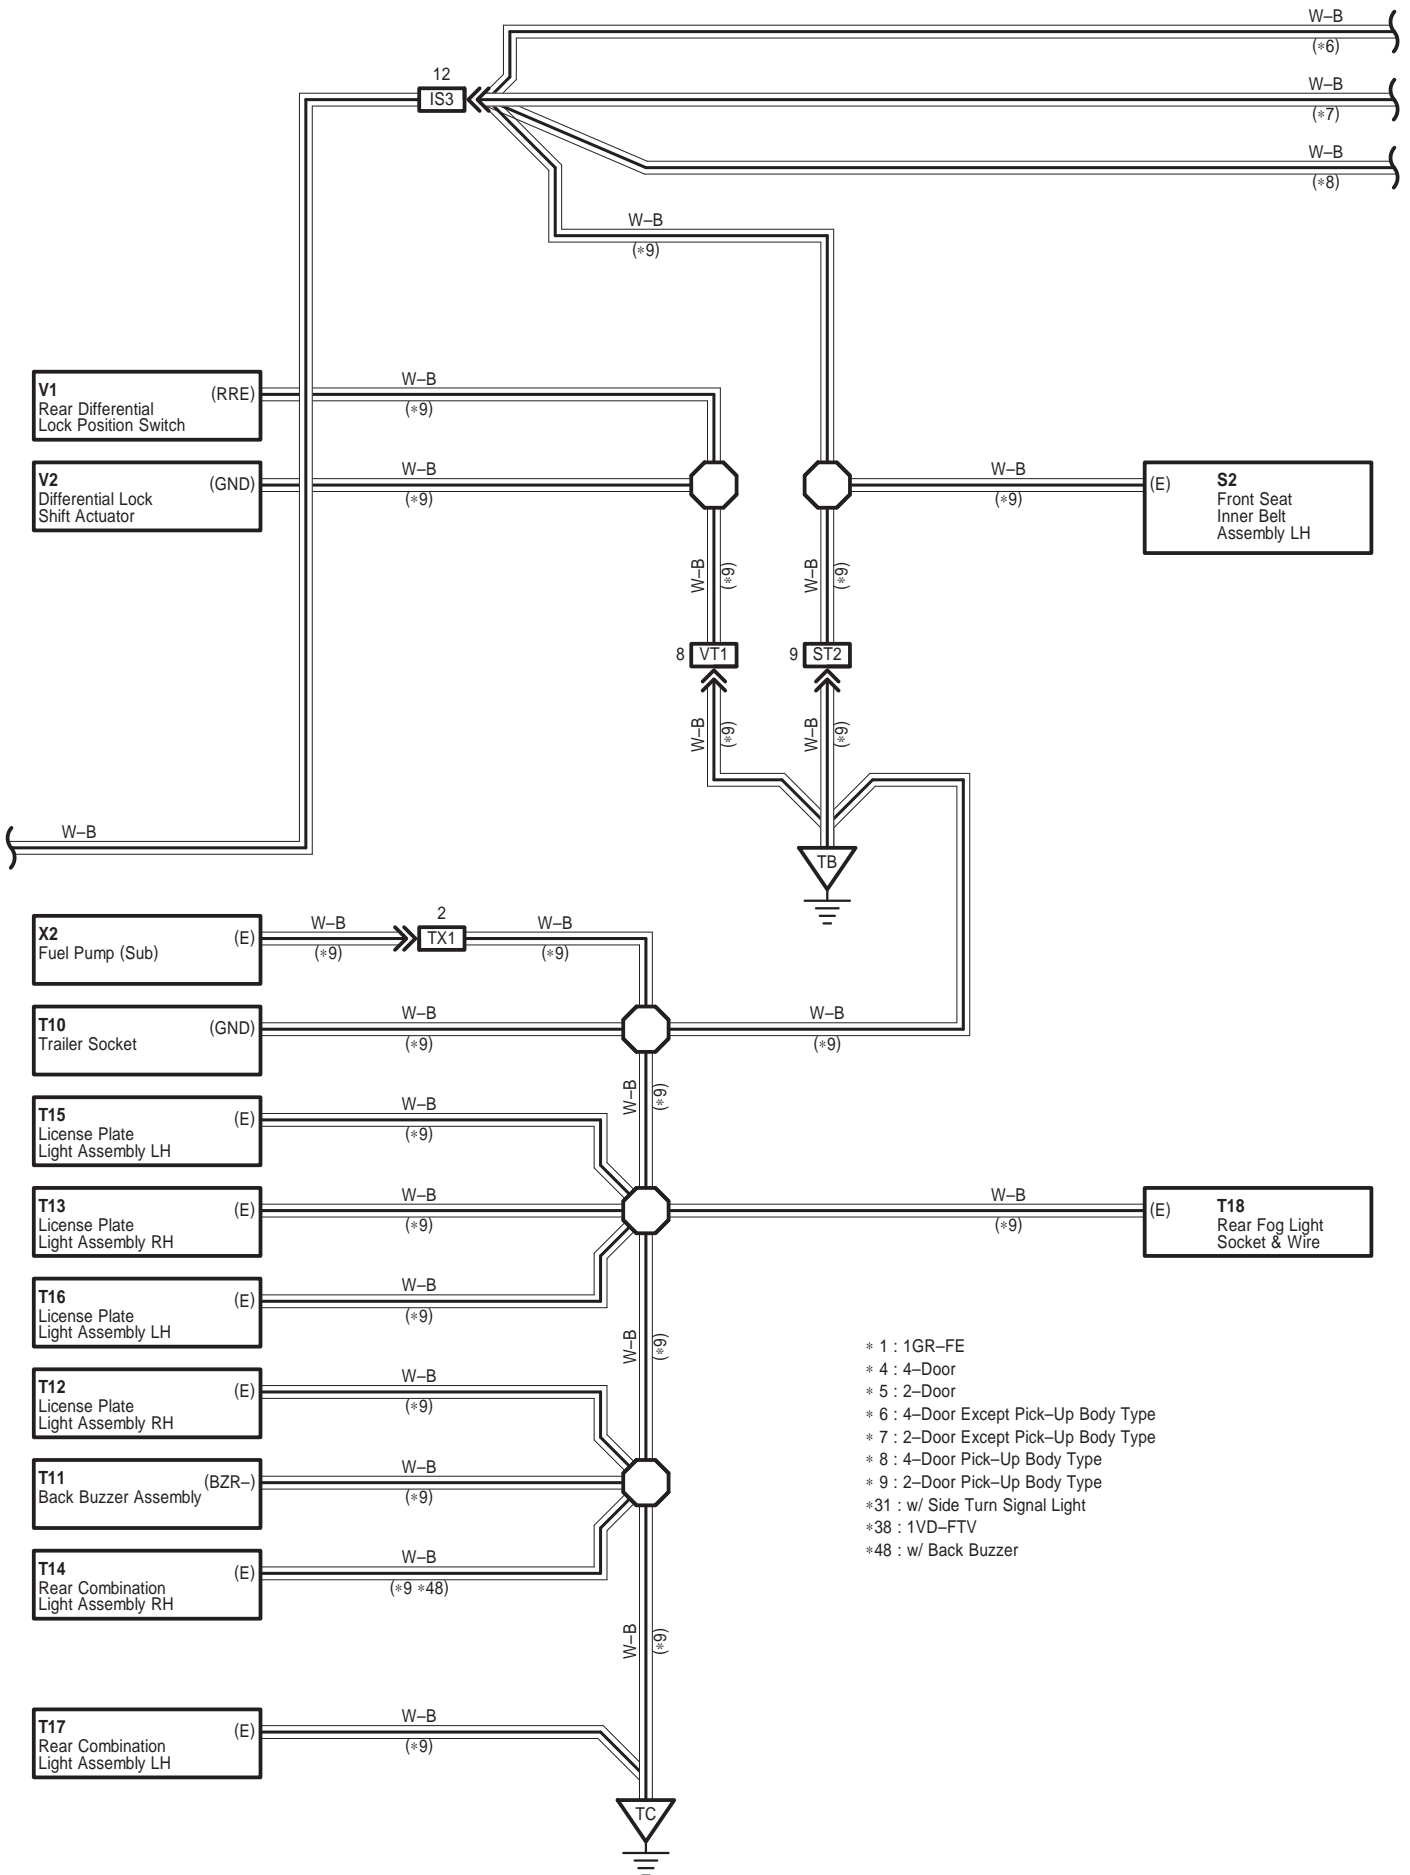 W–B
(∗6)
12
IS3
W–B
(∗7)
W–B
(∗8)
W–B
(∗9)
V1
Rear Differential
Lock Position Switch
(RRE)
W–B
(∗9)
V2
Differential Lock
Shift Actuator
(GND)
W–B
(∗9)
W–B
(∗9)
(E)
S2
Front Seat
Inner Belt
Assembly LH
W–B
(∗9)
W–B
(∗9)
8
VT1
9
ST2
W–B
(∗9)
W–B
(∗9)
W–B
TB
X2
Fuel Pump (Sub)
(E)
W–B
(∗9)
2
TX1
W–B
(∗9)
T10
Trailer Socket
(GND)
W–B
(∗9)
W–B
(∗9)
W–B
(∗9)
T15
License Plate
Light Assembly LH
(E)
W–B
(∗9)
T13
License Plate
Light Assembly RH
(E)
W–B
(∗9)
W–B
(∗9)
(E)
T18
Rear Fog Light
Socket & Wire
T16
License Plate
Light Assembly LH
(E)
W–B
(∗9)
W–B
(∗9)
T12
License Plate
Light Assembly RH
(E)
W–B
(∗9)
T11
Back Buzzer Assembly
(BZR–)
W–B
(∗9)
T14
Rear Combination
Light Assembly RH
(E)
W–B
(∗9 ∗48)
W–B
(∗9)
T17
Rear Combination
Light Assembly LH
(E)
W–B
(∗9)
TC
∗ 1 : 1GR–FE
∗ 4 : 4–Door
∗ 5 : 2–Door
∗ 6 : 4–Door Except Pick–Up Body Type
∗ 7 : 2–Door Except Pick–Up Body Type
∗ 8 : 4–Door Pick–Up Body Type
∗ 9 : 2–Door Pick–Up Body Type
∗31 : w/ Side Turn Signal Light
∗38 : 1VD–FTV
∗48 : w/ Back Buzzer